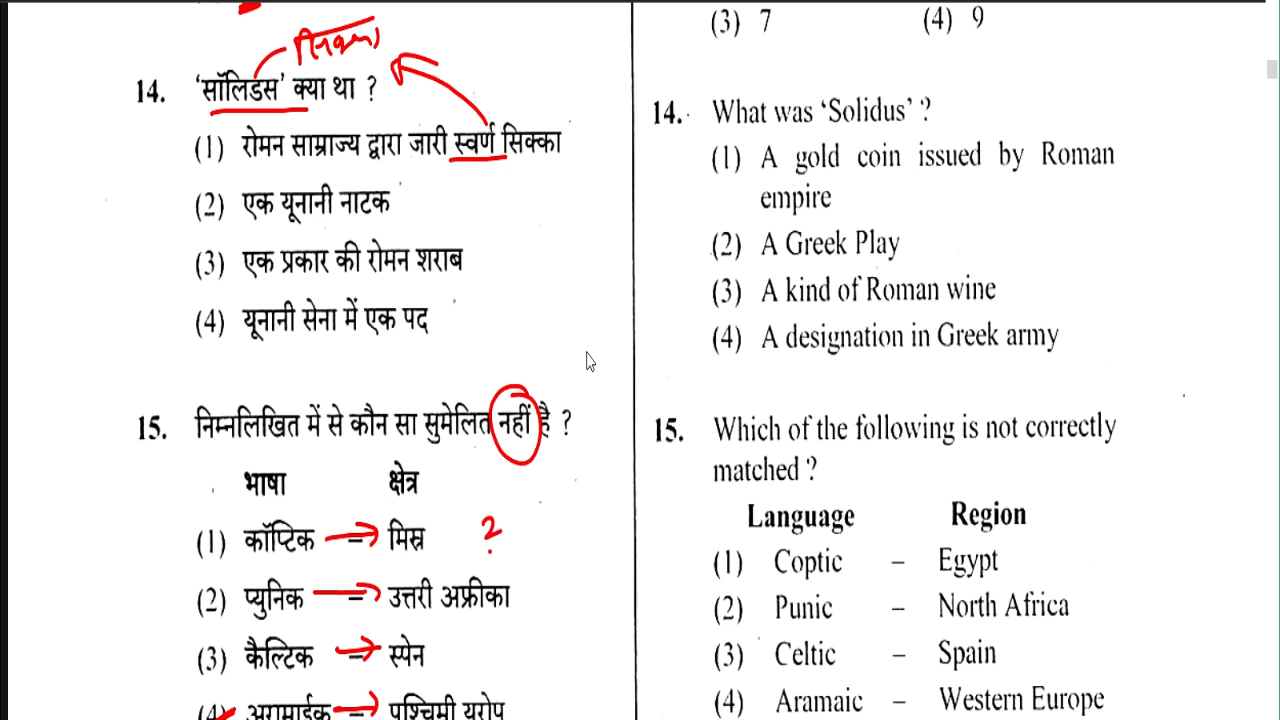 सिक्का
14. 'सॉलिडस' क्या था ?
(1) रोमन साम्राज्य द्वारा जारी स्वर्ण सिक्का
(2) एक यूनानी नाटक
(3) एक प्रकार की रोमन शराब
(4) यूनानी सेना में एक पद
15. निम्नलिखित में से कौन सा सुमेलित नहीं है ?
भाषा क्षेत्र
(1) कॉप्टिक – मिस्र ?
(2) प्युनिक – उत्तरी अफ्रीका
(3) कैल्टिक – स्पेन
(4) अरामाईक – पश्चिमी यूरोप
(3) 7 (4) 9
14. What was 'Solidus' ?
(1) A gold coin issued by Roman
empire
(2) A Greek Play
(3) A kind of Roman wine
(4) A designation in Greek army
15. Which of the following is not correctly
matched ?
Language Region
(1) Coptic – Egypt
(2) Punic – North Africa
(3) Celtic – Spain
(4) Aramaic – Western Europe